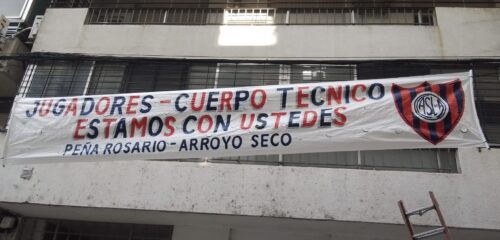 JUGADORES - CUERPO TECNICO
ESTAMOS CON USTEDES
PEÑA ROSARIO - ARROYO SECO
CASLA